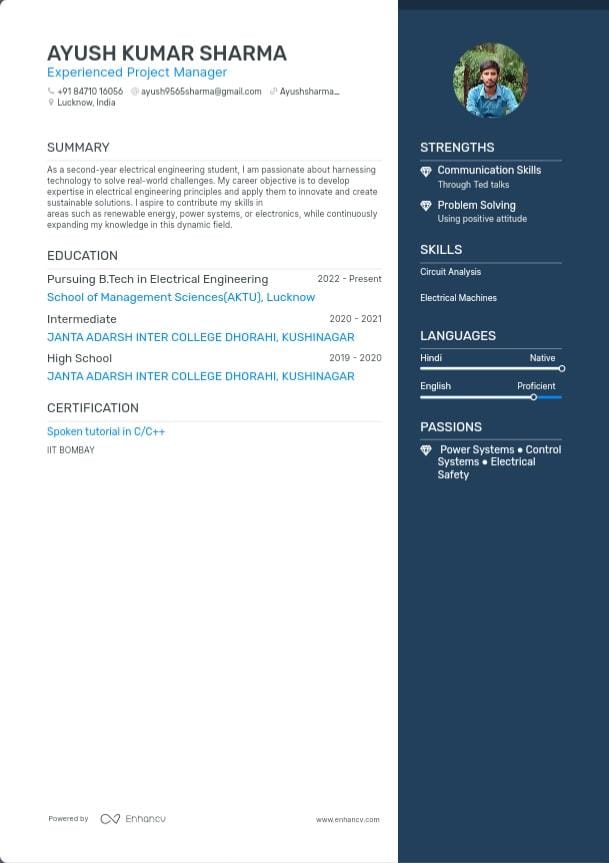 AYUSH KUMAR SHARMA
Experienced Project Manager
+91 84710 16056 ayush9565sharma@gmail.com Ayushsharma...
Lucknow, India
SUMMARY
As a second-year electrical engineering student, I am passionate about harnessing
technology to solve real-world challenges. My career objective is to develop
expertise in electrical engineering principles and apply them to innovate and create
sustainable solutions. I aspire to contribute my skills in
areas such as renewable energy, power systems, or electronics, while continuously
expanding my knowledge in this dynamic field.
EDUCATION
Pursuing B.Tech in Electrical Engineering 2022 - Present
School of Management Sciences(AKTU), Lucknow
Intermediate 2020 - 2021
JANTA ADARSH INTER COLLEGE DHORAHI, KUSHINAGAR
High School 2019 - 2020
JANTA ADARSH INTER COLLEGE DHORAHI, KUSHINAGAR
CERTIFICATION
Spoken tutorial in C/C++
IIT BOMBAY
STRENGTHS
Communication Skills
Through Ted talks
Problem Solving
Using positive attitude
SKILLS
Circuit Analysis
Electrical Machines
LANGUAGES
Hindi Native
English Proficient
PASSIONS
Power Systems ● Control
Systems ● Electrical
Safety
Powered by Enhancv www.enhancv.com